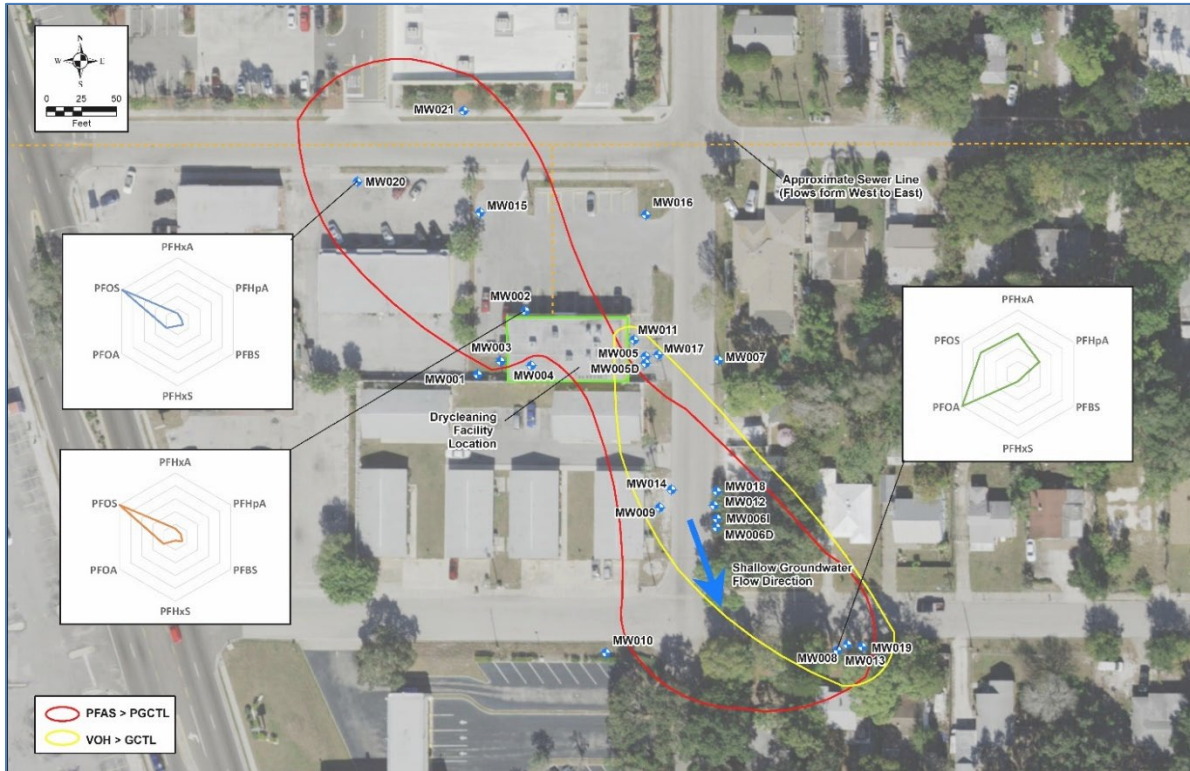 N
W E
S
0 25 50
Feet
MW021
MW020
Approximate Sewer Line
(Flows form West to East)
MW015
MW016
PFHxA
PFOS
PFHpA
PFOA
PFBS
PFHxS
MW002
MW011
MW003
MW005
MW017
MW007
MW005D
MW001
MW004
PFHxA
PFOS
PFHpA
PFOA
PFBS
PFHxS
Drycleaning
Facility
Location
PFHxA
PFOS
PFHpA
PFOA
PFBS
PFHxS
MW014
MW018
MW009
MW012
MW006I
MW006D
Shallow Groundwater
Flow Direction
MW010
MW008
MW019
MW013
PFAS > PGCTL
VOH > GCTL